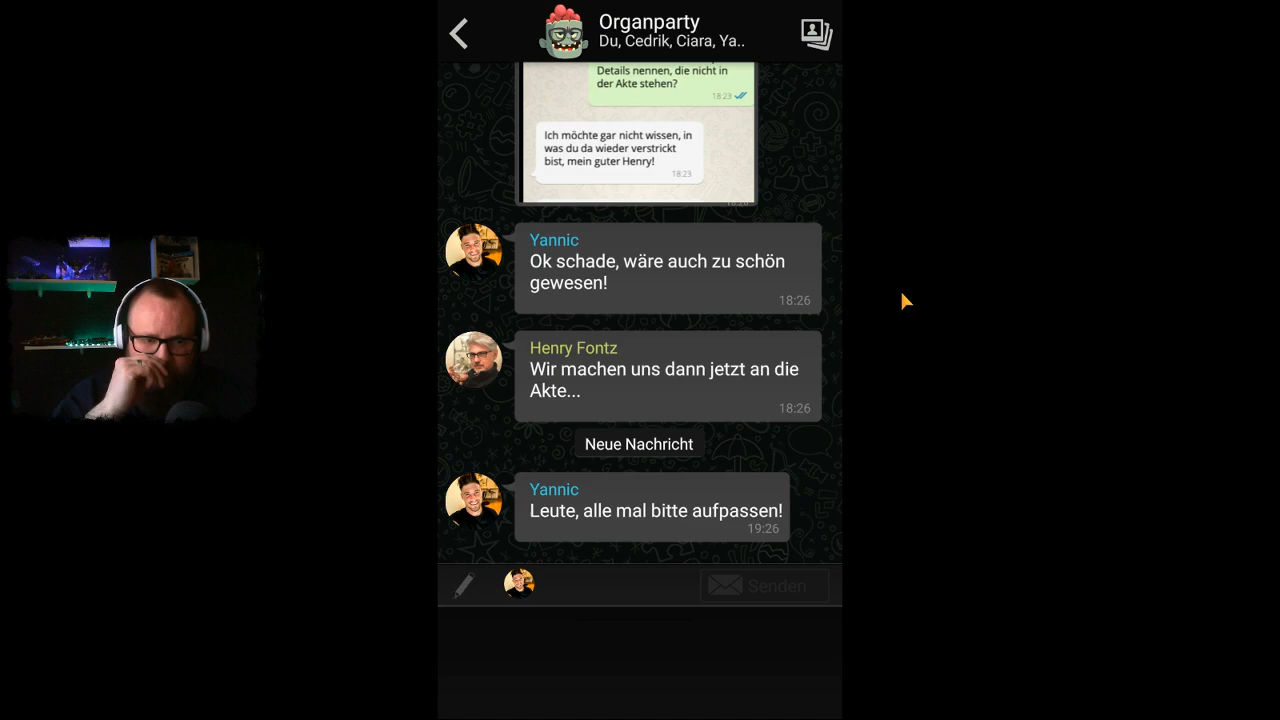 Organparty
Du, Cedrik, Ciara, Ya..
Details nennen, die nicht in
der Akte stehen?
18:23
Ich möchte gar nicht wissen, in
was du da wieder verstrickt
bist, mein guter Henry!
18:23
Yannic
Ok schade, wäre auch zu schön
gewesen!
18:26
Henry Fontz
Wir machen uns dann jetzt an die
Akte...
18:26
Neue Nachricht
Yannic
Leute, alle mal bitte aufpassen!
19:26
Senden